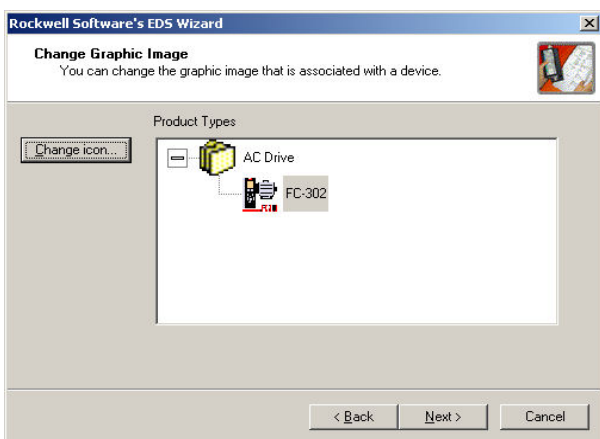 Rockwell Software's EDS Wizard
Change Graphic Image
You can change the graphic image that is associated with a device.
Product Types
Change icon...
AC Drive
FC-302
< Back
Next >
Cancel